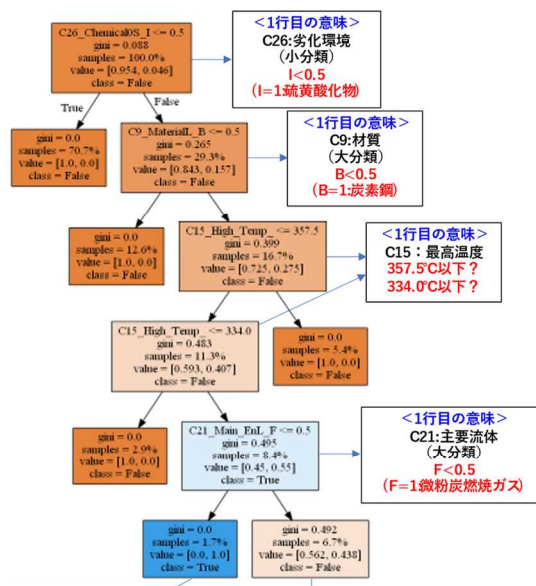 C26_Chemical0S_I <= 0.5
gini = 0.088
samples = 100.0%
value = [0.954, 0.046]
class = False
<1行目の意味>
C26:劣化環境
(小分類)
I<0.5
(I=1:硫黄酸化物)
True
False
gini = 0.0
samples = 70.7%
value = [1.0, 0.0]
class = False
C9_MaterialL_B <= 0.5
gini = 0.265
samples = 29.3%
value = [0.843, 0.157]
class = False
<1行目の意味>
C9:材質
(大分類)
B<0.5
(B=1:炭素鋼)
gini = 0.0
samples = 12.6%
value = [1.0, 0.0]
class = False
C15_High_Temp_ <= 357.5
gini = 0.399
samples = 16.7%
value = [0.725, 0.275]
class = False
<1行目の意味>
C15：最高温度
357.5℃以下？
334.0℃以下？
C15_High_Temp_ <= 334.0
gini = 0.483
samples = 11.3%
value = [0.593, 0.407]
class = False
gini = 0.0
samples = 5.4%
value = [1.0, 0.0]
class = False
gini = 0.0
samples = 2.9%
value = [1.0, 0.0]
class = False
C21_Main_EnL_F <= 0.5
gini = 0.495
samples = 8.4%
value = [0.45, 0.55]
class = True
<1行目の意味>
C21:主要流体
(大分類)
F<0.5
(F=1:微粉炭燃焼ガス)
gini = 0.0
samples = 1.7%
value = [0.0, 1.0]
class = True
gini = 0.492
samples = 6.7%
value = [0.562, 0.438]
class = False